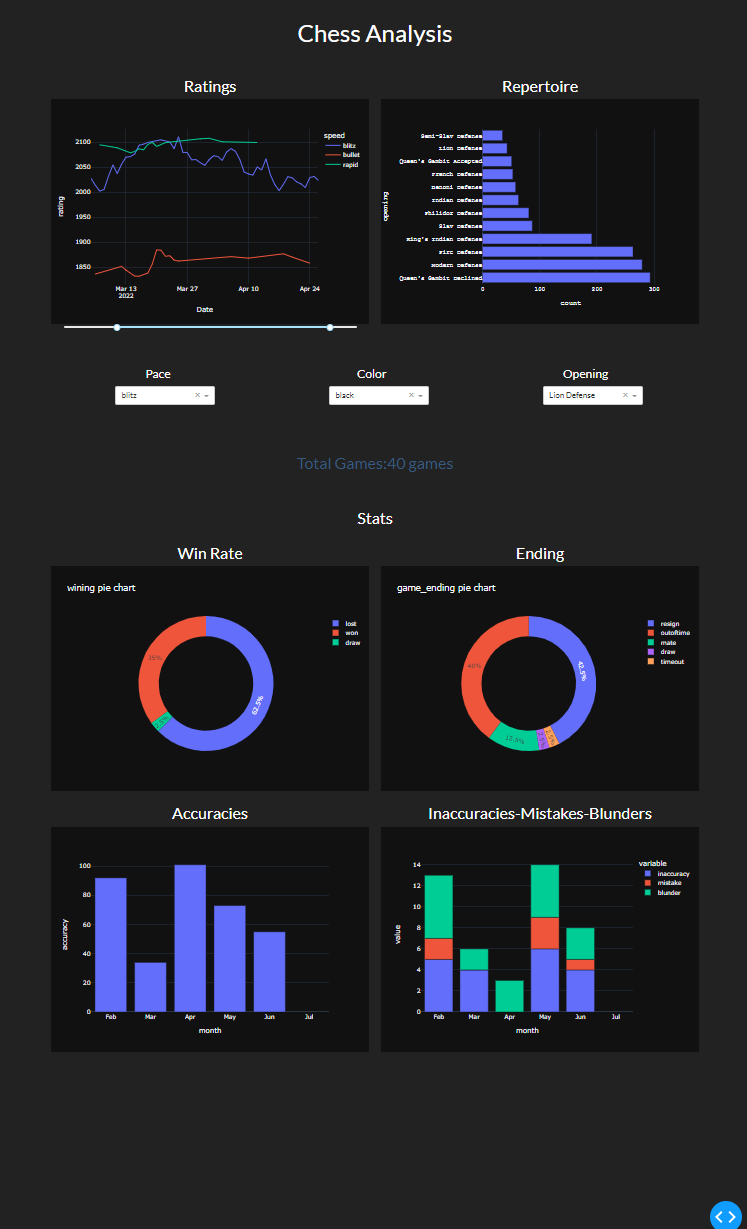 Chess Analysis
Ratings
2100
2050
2000
1950
1900
1850
rating
Mar 13
2022
Mar 27
Apr 10
Apr 24
Date
speed
blitz
bullet
rapid
Repertoire
Semi-Slav Defense
Lion Defense
Queen's Gambit Accepted
French Defense
Benoni Defense
Indian Defense
Philidor Defense
Slav Defense
King's Indian Defense
Pirc Defense
Modern Defense
Queen's Gambit Declined
opening
0
100
200
300
count
Pace
blitz
Color
black
Opening
Lion Defense
Total Games:40 games
Stats
Win Rate
wining pie chart
lost
won
draw
35%
62.5%
2.5%
Ending
game_ending pie chart
resign
outoftime
mate
draw
timeout
42.5%
40%
12.5%
2.5%
2.5%
Accuracies
100
80
60
40
20
0
accuracy
Feb
Mar
Apr
May
Jun
Jul
month
Inaccuracies-Mistakes-Blunders
14
12
10
8
6
4
2
0
value
Feb
Mar
Apr
May
Jun
Jul
month
variable
inaccuracy
mistake
blunder